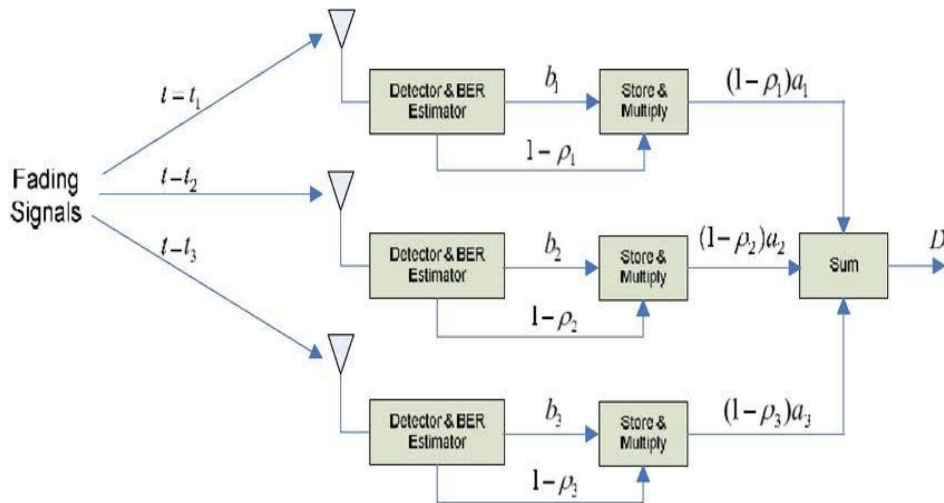 t = t₁
Detector & BER
Estimator
b₁
Store &
Multiply
(1-ρ₁)a₁
1-ρ₁
Fading
Signals
t-t₂
Detector & BER
Estimator
b₂
Store &
Multiply
(1-ρ₂)a₂
Sum
D
1-ρ₂
t-t₃
Detector & BER
Estimator
b₃
Store &
Multiply
(1-ρ₃)a₃
1-ρ₃